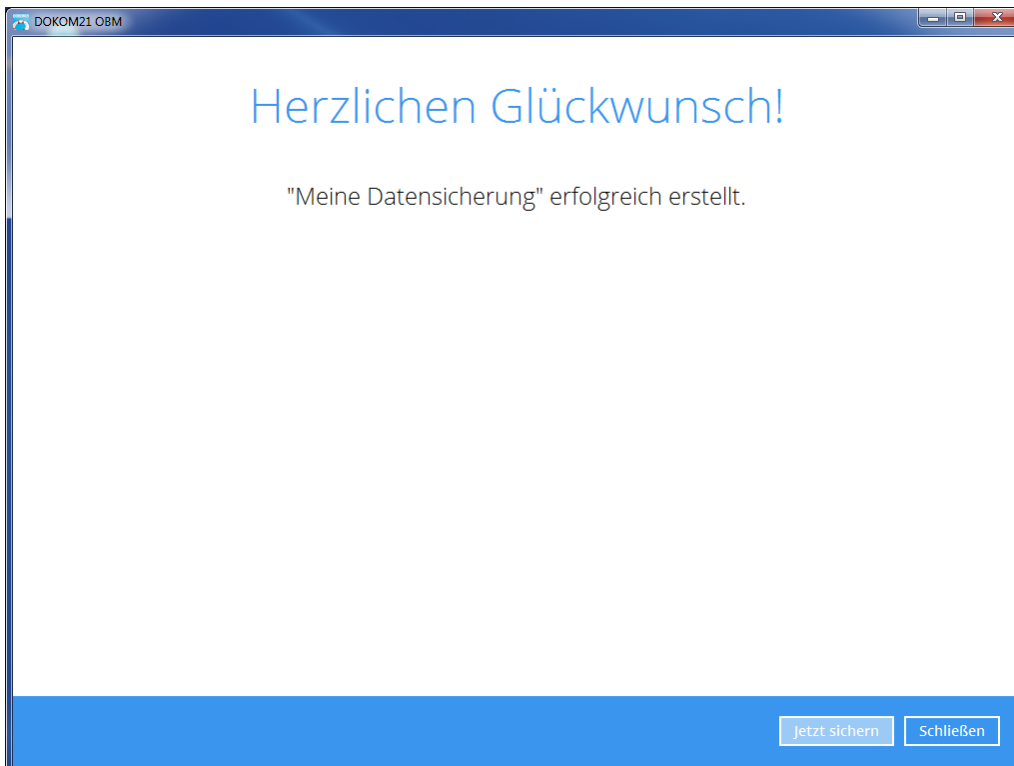 DOKOM21 OBM
Herzlichen Glückwunsch!
"Meine Datensicherung" erfolgreich erstellt.
Jetzt sichern Schließen